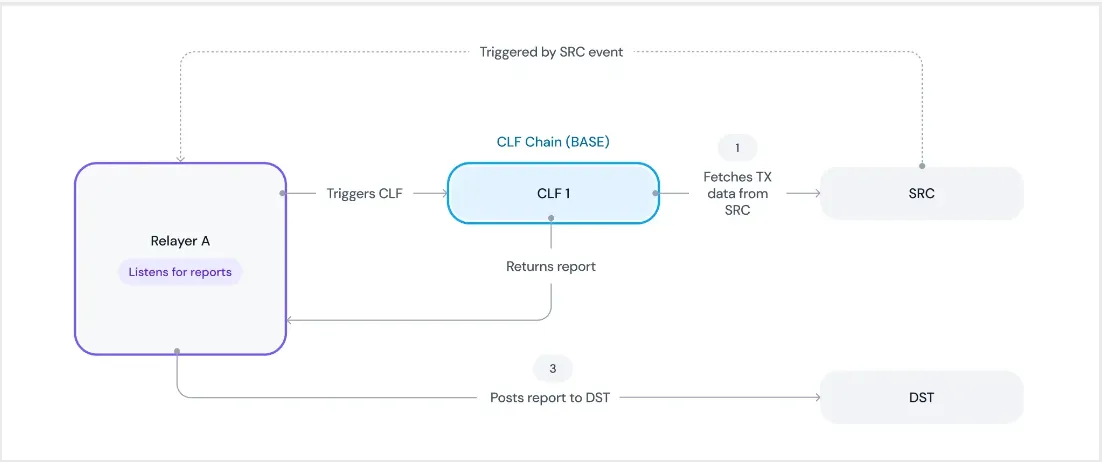 Triggered by SRC event
CLF Chain (BASE)
1
Triggers CLF
CLF 1
Fetches TX
data from
SRC
SRC
Relayer A
Listens for reports
Returns report
3
Posts report to DST
DST